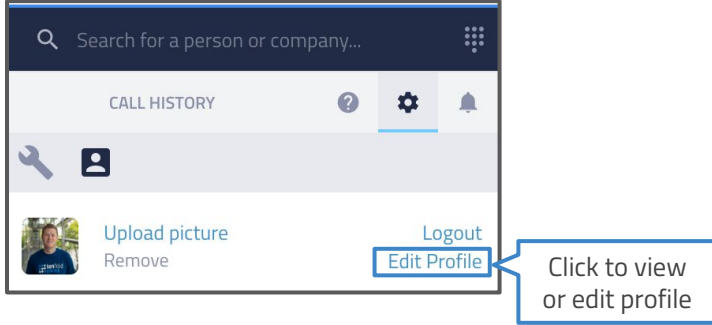 Search for a person or company...
CALL HISTORY
Upload picture
Logout
Remove
Edit Profile
Click to view
or edit profile